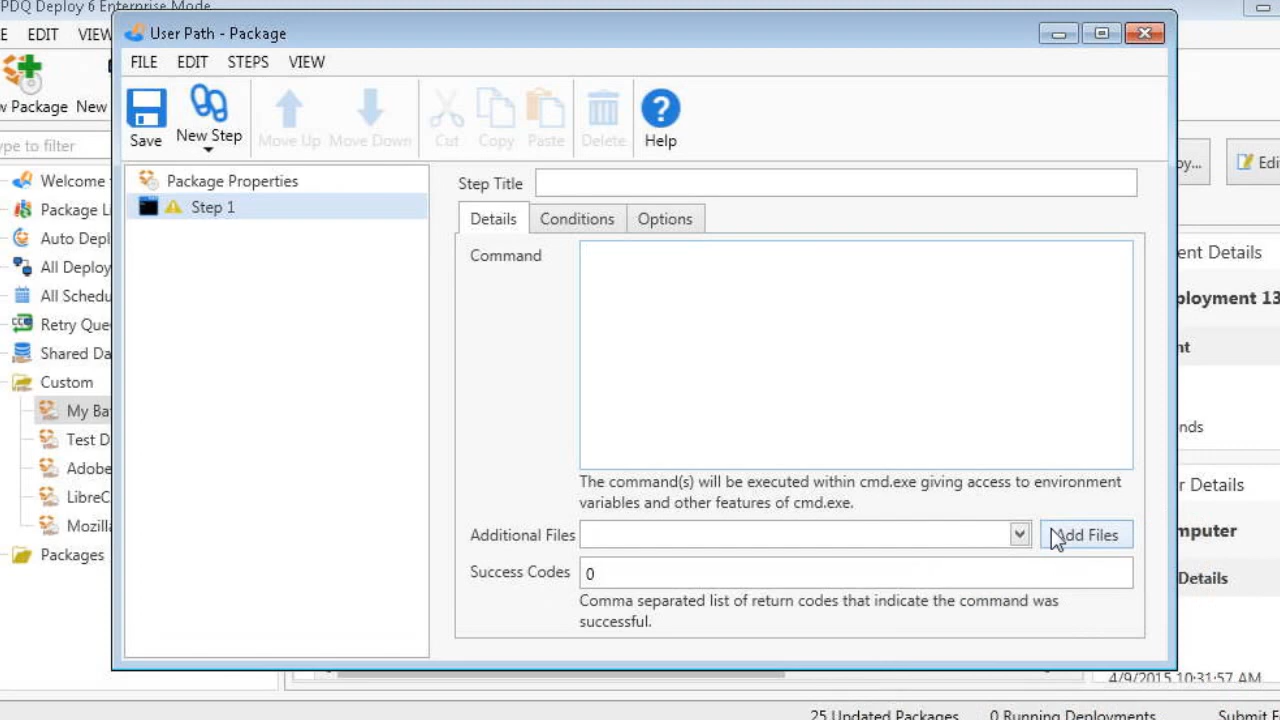 PDQ Deploy 6 Enterprise Mode
User Path - Package
EDIT VIEW
FILE EDIT STEPS VIEW
Package New
Save New Step Move Up Move Down Cut Copy Paste Delete Help
ype to filter
Edi
Welcome
Package Li
Auto Depl
All Deploy
All Schedu
Retry Que
Shared Da
Custom
My Ba
Test D
Adobe
LibreC
Mozill
Packages
Package Properties
Step 1
Step Title
Details Conditions Options
Command
The command(s) will be executed within cmd.exe giving access to environment
variables and other features of cmd.exe.
Additional Files Add Files
Success Codes 0
Comma separated list of return codes that indicate the command was
successful.
ent Details
ployment 13
nt
nds
r Details
mputer
Details
4/9/2015 10:31:57 AM
25 Updated Packages 0 Running Deployments Submit F